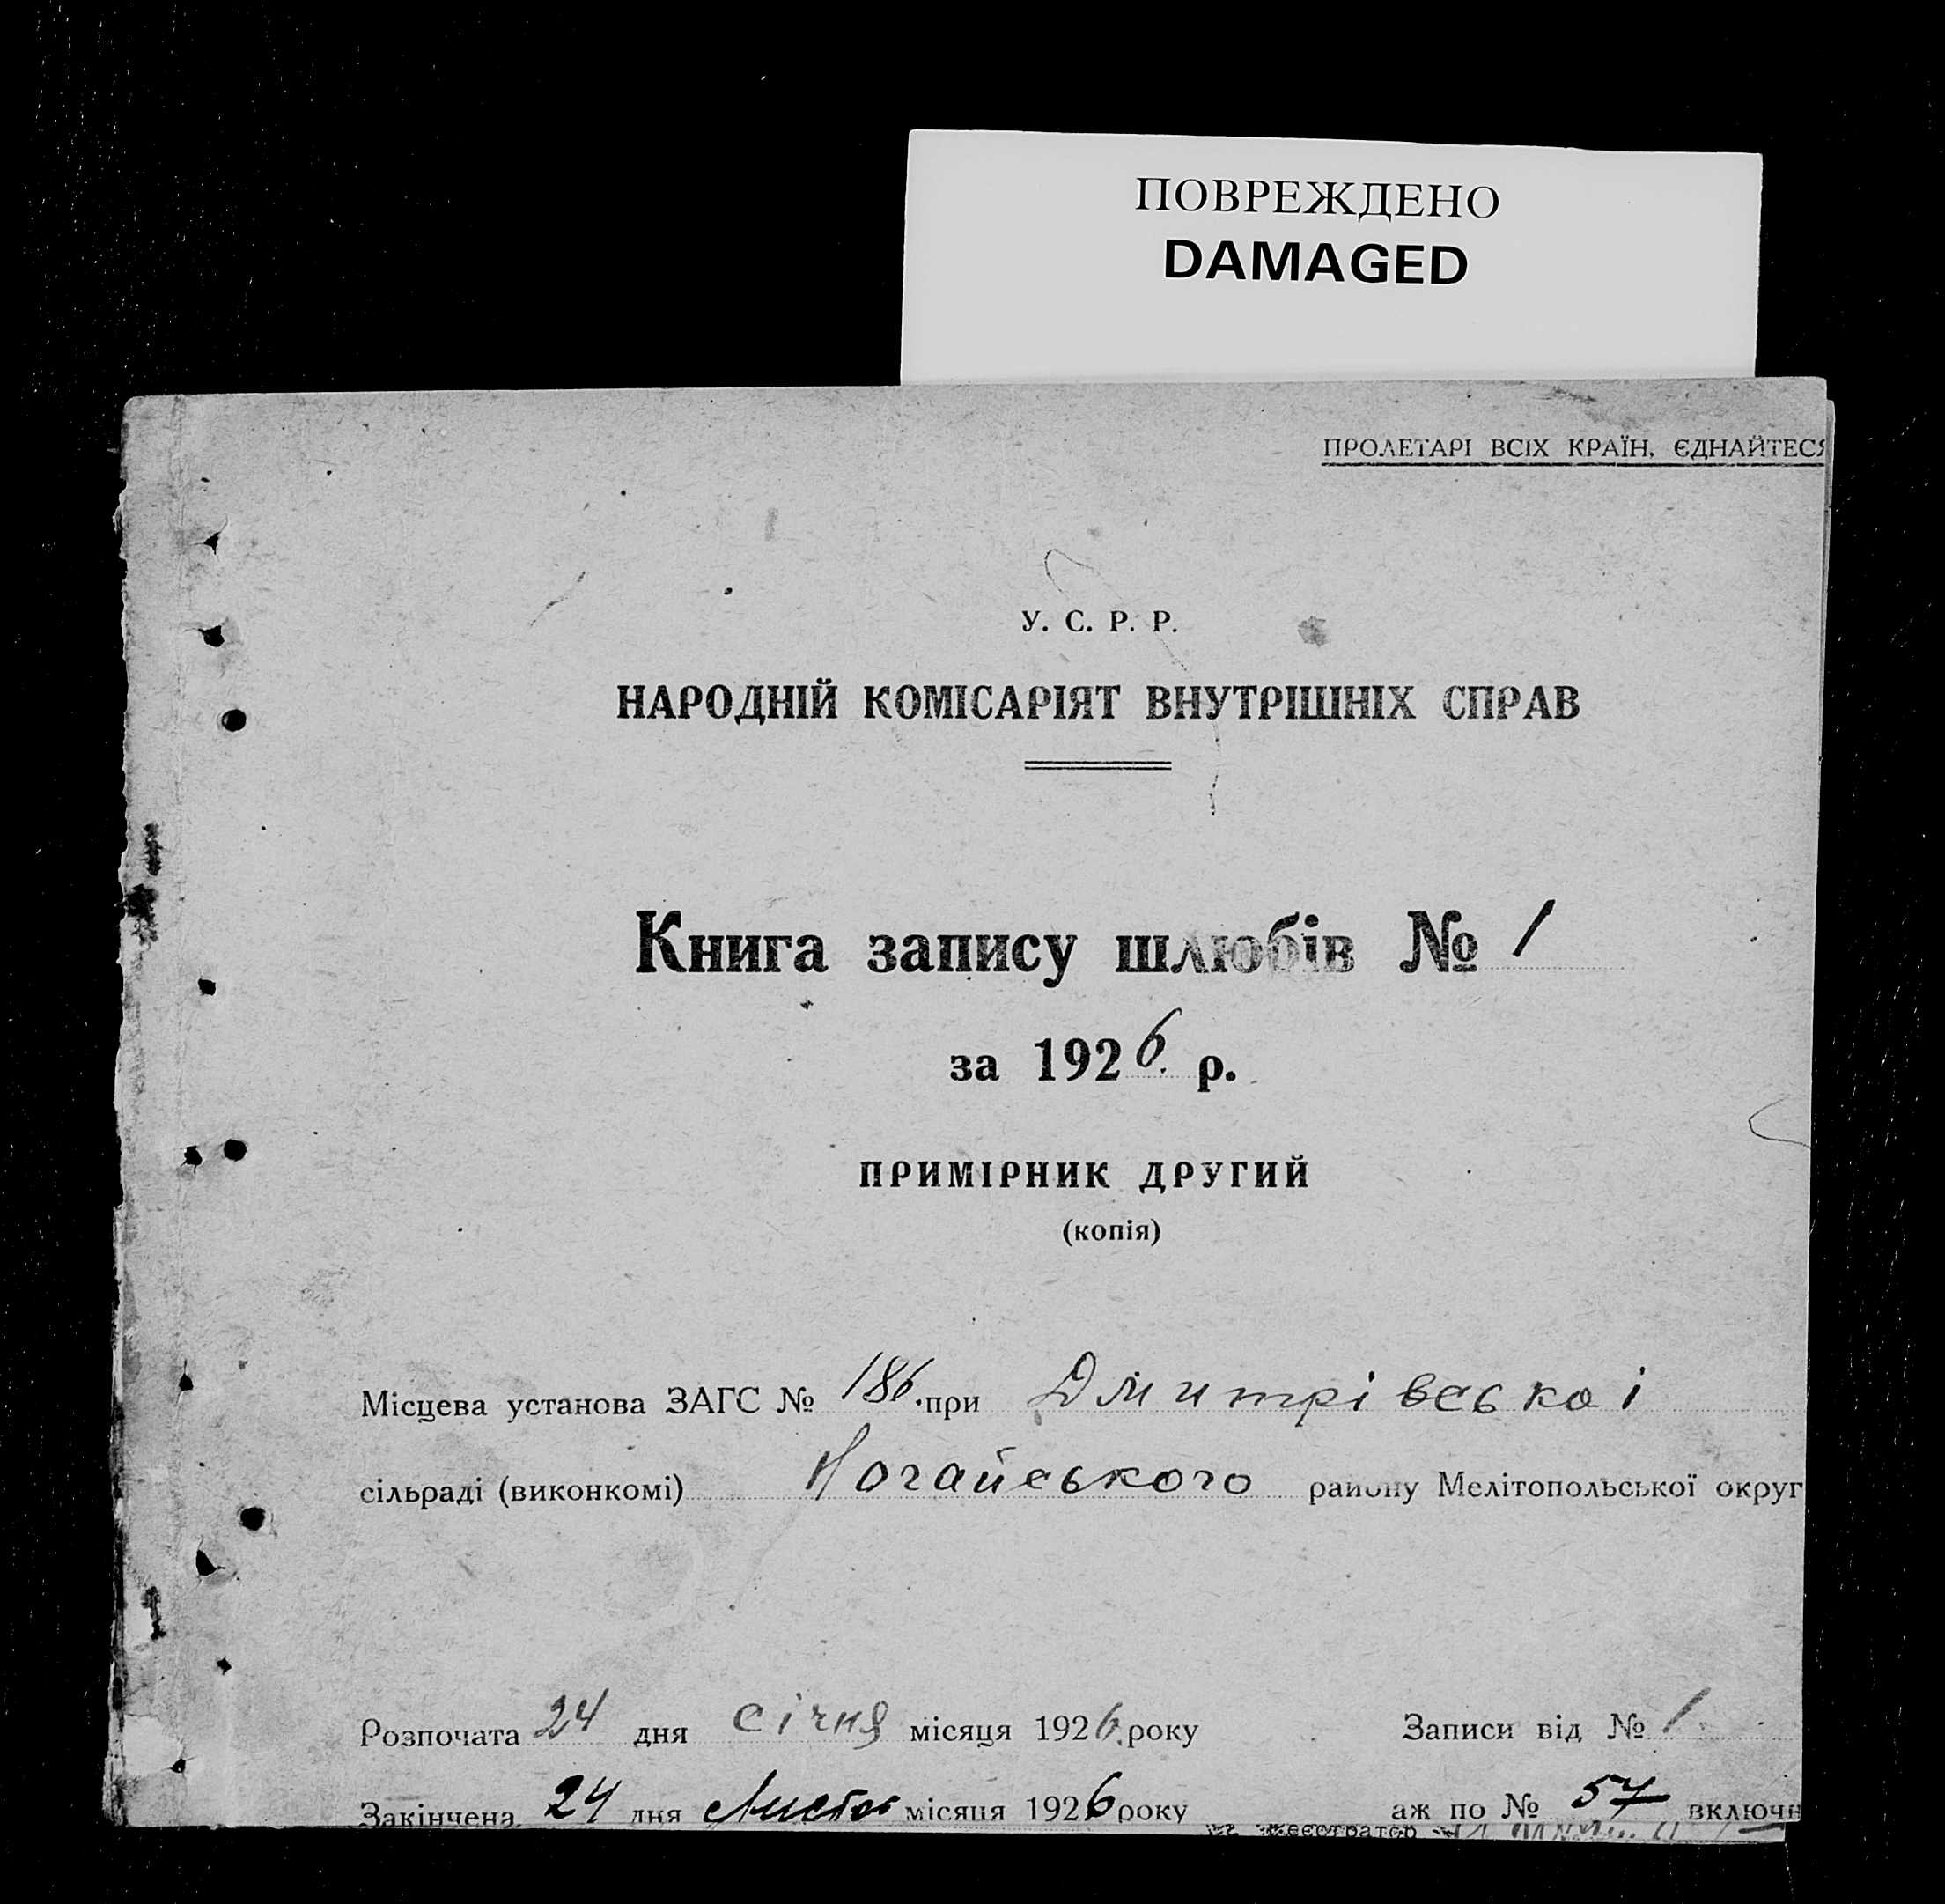 ПОВРЕЖДЕНО
DAMAGED
ПРОЛЕТАРІ ВСІХ КРАЇН, ЄДНАЙТЕСЯ
У. С. Р. Р.
НАРОДНІЙ КОМІСАРІЯТ ВНУТРІШНІХ СПРАВ
Книга запису шлюбів № 1
за 1926 р.
ПРИМІРНИК ДРУГИЙ
(копія)
Місцева установа ЗАГС № 186. при Дмитрівської
сільраді (виконкомі) Ногайського району Мелітопольської округ
Розпочата 24 дня січня місяця 1926 року Записи від № 1
Закінчена 24 дня Листоп місяця 1926 року аж по № 57 включн
реєстратор